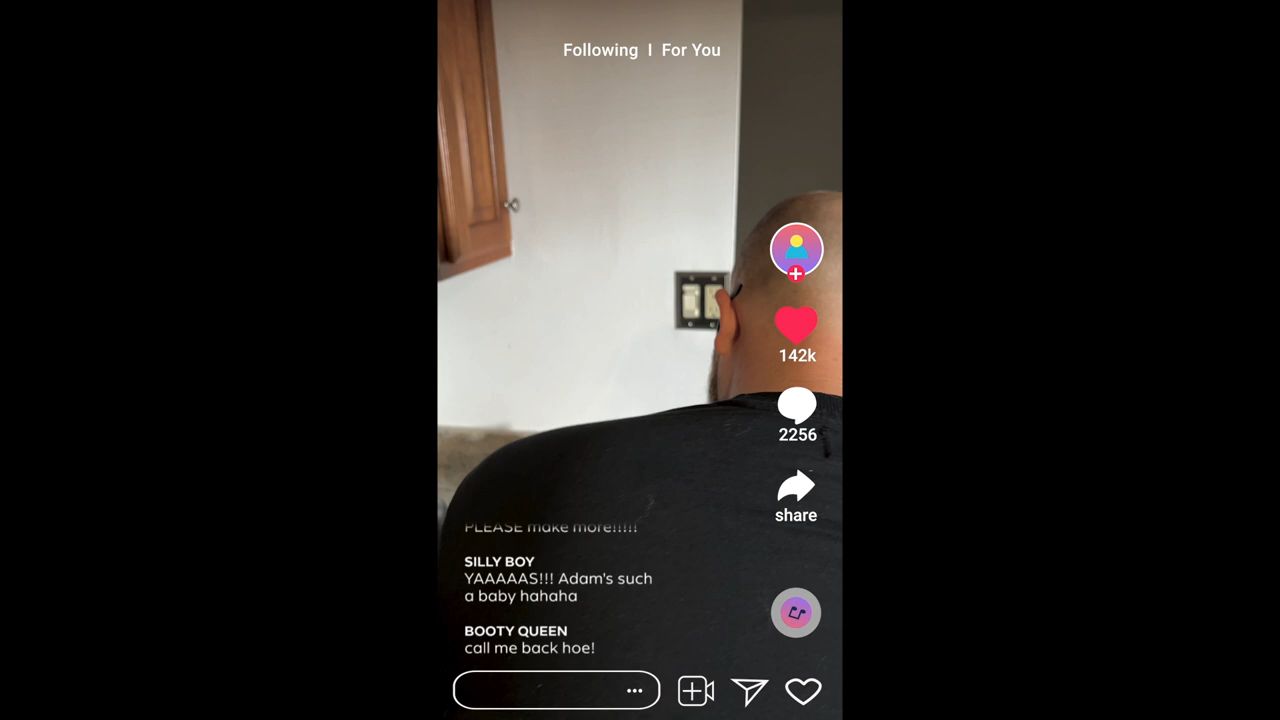 Following | For You
142k
2256
share
PLEASE make more!!!!!
SILLY BOY
YAAAAAS!!! Adam's such
a baby hahaha
BOOTY QUEEN
call me back hoe!